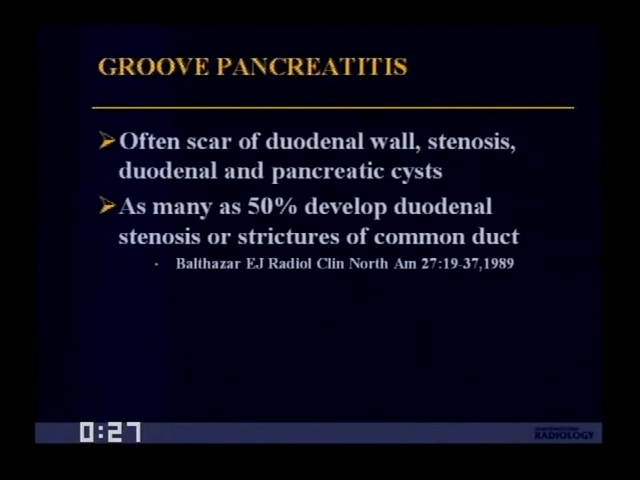 GROOVE PANCREATITIS
➢Often scar of duodenal wall, stenosis,
duodenal and pancreatic cysts
➢As many as 50% develop duodenal
stenosis or strictures of common duct
· Balthazar EJ Radiol Clin North Am 27:19-37,1989
0:27
RADIOLOGY